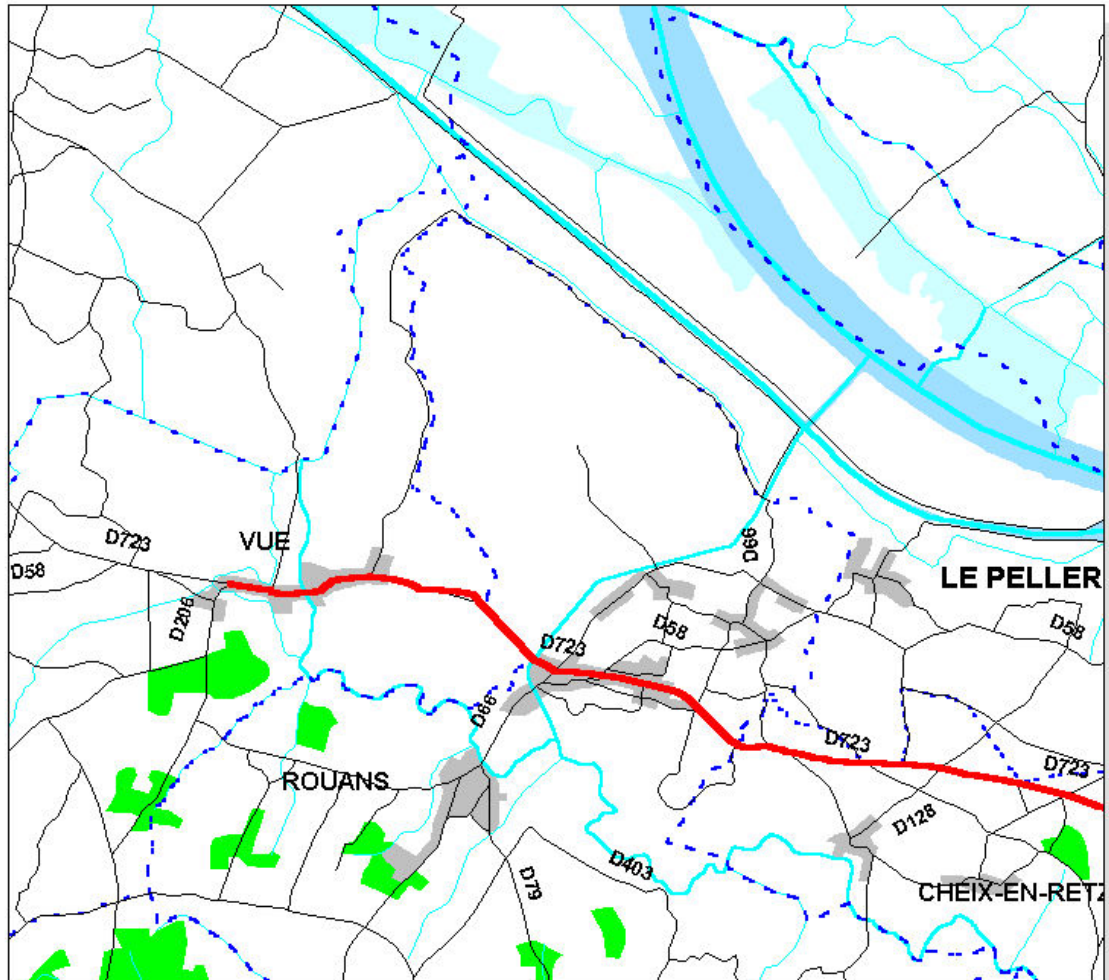 D723
VUE
D58
D66
LE PELLER
D206
D58
D58
D723
D66
D723
D723
ROUANS
D128
D403
D79
CHEIX-EN-RETZ